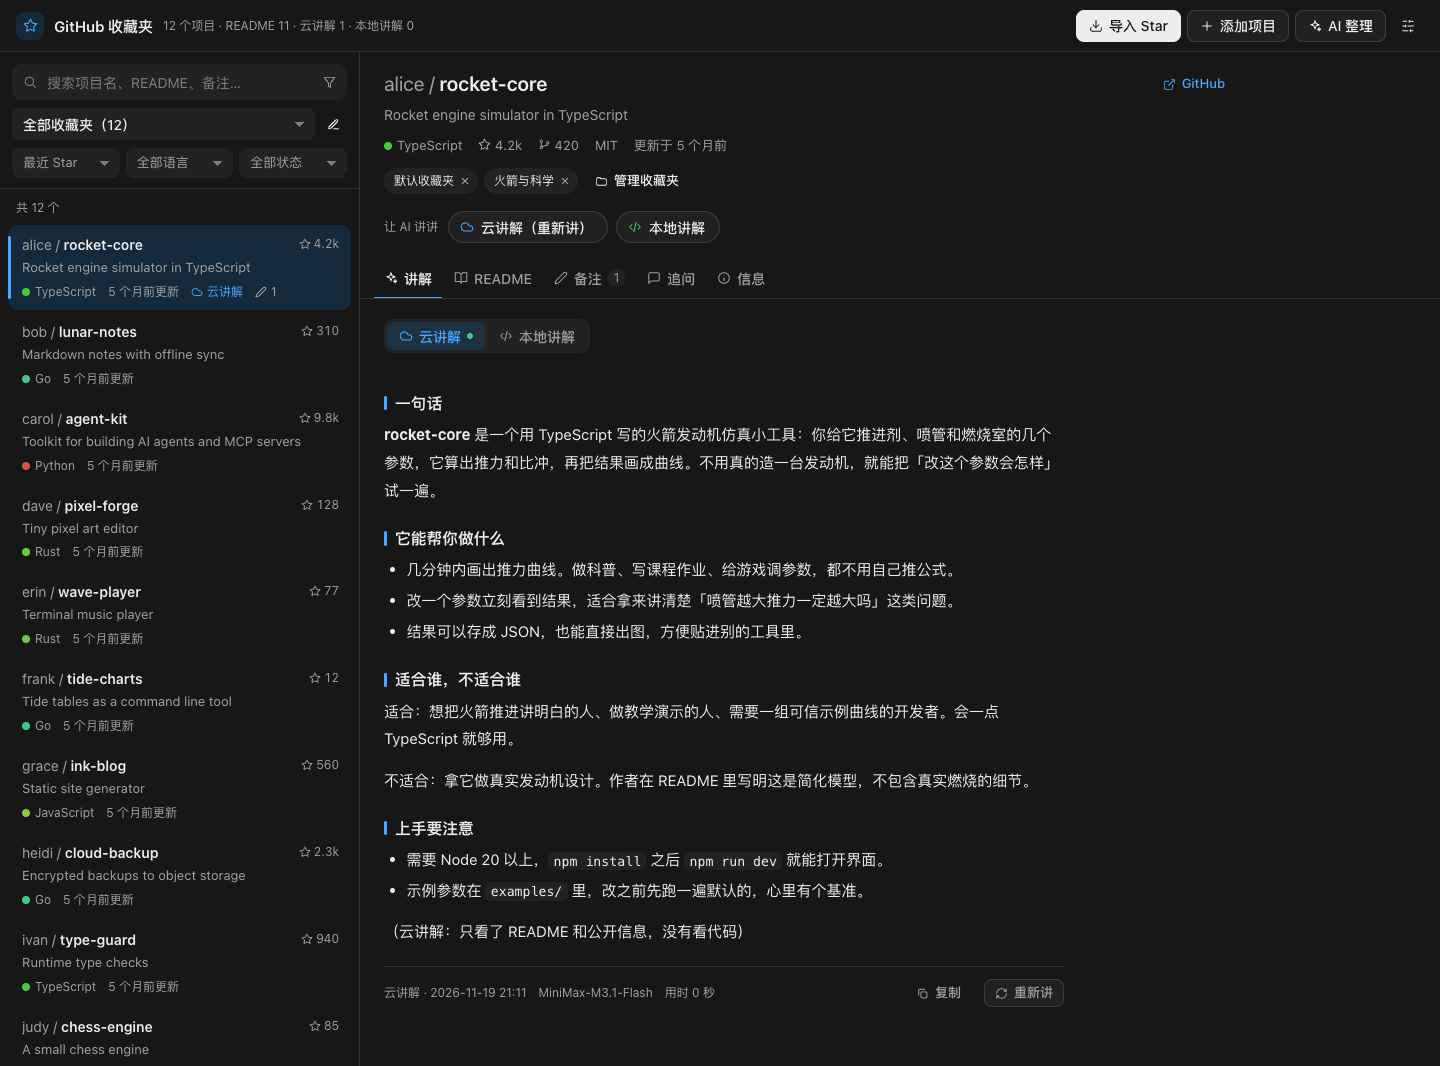 GitHub 收藏夹
12 个项目 · README 11 · 云讲解 1 · 本地讲解 0
导入 Star
添加项目
AI 整理
搜索项目名、README、备注...
全部收藏夹（12）
最近 Star
全部语言
全部状态
共 12 个
alice / rocket-core
4.2k
Rocket engine simulator in TypeScript
TypeScript 5 个月前更新 云讲解 1
bob / lunar-notes
310
Markdown notes with offline sync
Go 5 个月前更新
carol / agent-kit
9.8k
Toolkit for building AI agents and MCP servers
Python 5 个月前更新
dave / pixel-forge
128
Tiny pixel art editor
Rust 5 个月前更新
erin / wave-player
77
Terminal music player
Rust 5 个月前更新
frank / tide-charts
12
Tide tables as a command line tool
Go 5 个月前更新
grace / ink-blog
560
Static site generator
JavaScript 5 个月前更新
heidi / cloud-backup
2.3k
Encrypted backups to object storage
Go 5 个月前更新
ivan / type-guard
940
Runtime type checks
TypeScript 5 个月前更新
judy / chess-engine
85
A small chess engine
alice / rocket-core
GitHub
Rocket engine simulator in TypeScript
TypeScript 4.2k 420 MIT 更新于 5 个月前
默认收藏夹 × 火箭与科学 × 管理收藏夹
让 AI 讲讲 云讲解（重新讲） 本地讲解
讲解 README 备注 1 追问 信息
云讲解 本地讲解
一句话
rocket-core 是一个用 TypeScript 写的火箭发动机仿真小工具：你给它推进剂、喷管和燃烧室的几个
参数，它算出推力和比冲，再把结果画成曲线。不用真的造一台发动机，就能把「改这个参数会怎样」
试一遍。
它能帮你做什么
• 几分钟内画出推力曲线。做科普、写课程作业、给游戏调参数，都不用自己推公式。
• 改一个参数立刻看到结果，适合拿来讲清楚「喷管越大推力一定越大吗」这类问题。
• 结果可以存成 JSON，也能直接出图，方便贴进别的工具里。
适合谁，不适合谁
适合：想把火箭推进讲明白的人、做教学演示的人、需要一组可信示例曲线的开发者。会一点
TypeScript 就够用。
不适合：拿它做真实发动机设计。作者在 README 里写明这是简化模型，不包含真实燃烧的细节。
上手要注意
• 需要 Node 20 以上，npm install 之后 npm run dev 就能打开界面。
• 示例参数在 examples/ 里，改之前先跑一遍默认的，心里有个基准。
（云讲解：只看了 README 和公开信息，没有看代码）
云讲解 · 2026-11-19 21:11 MiniMax-M3.1-Flash 用时 0 秒
复制
重新讲